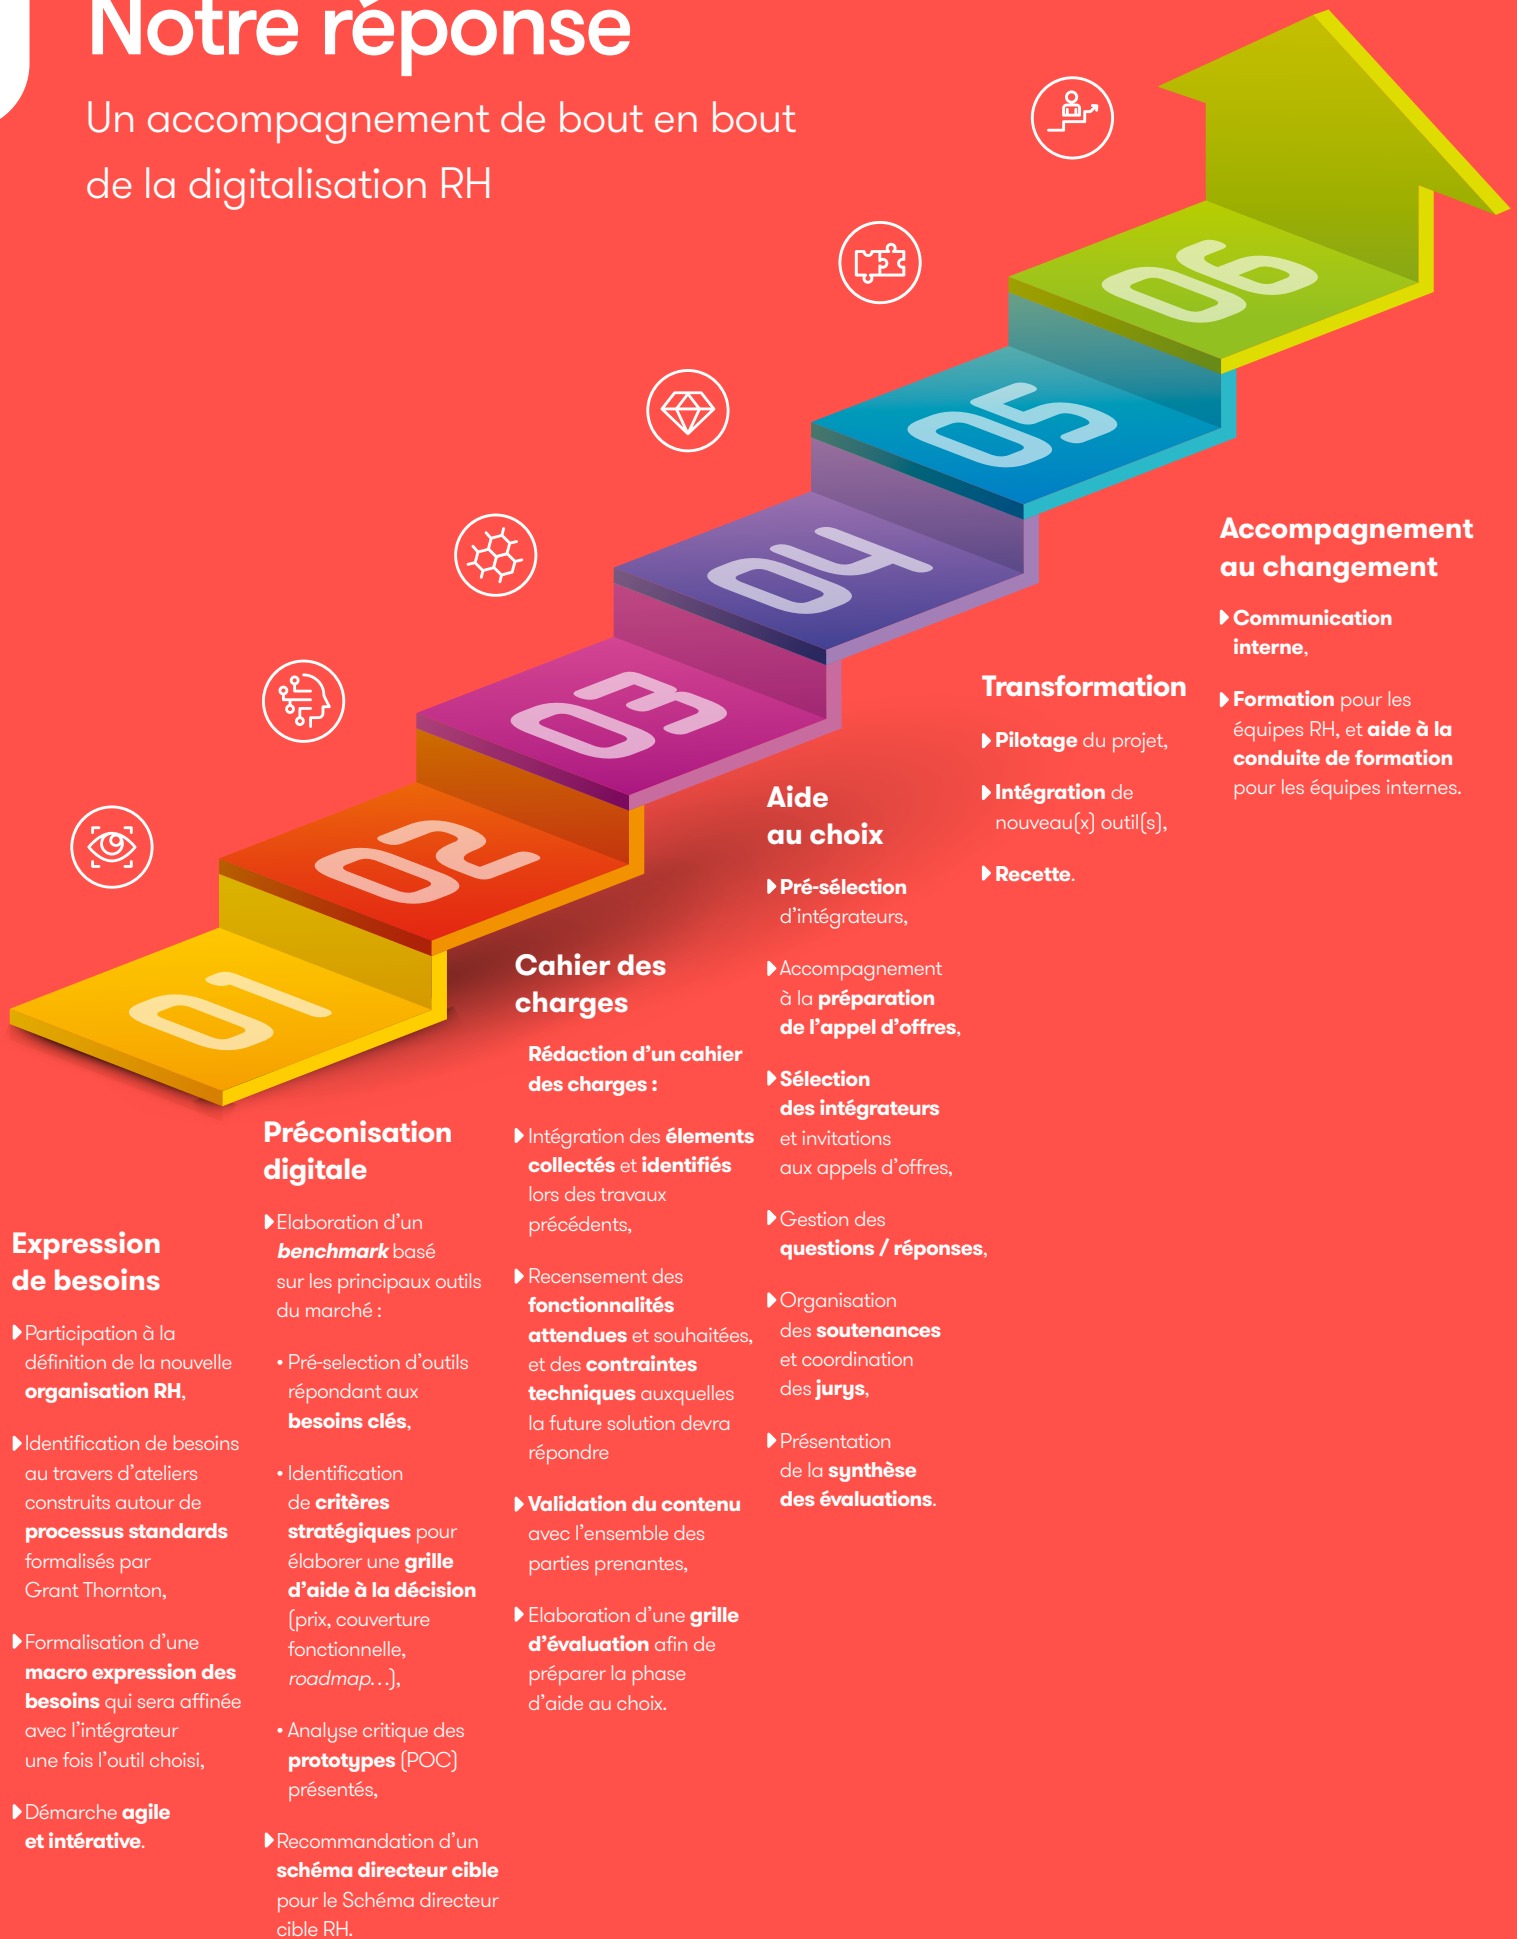 Notre réponse
Un accompagnement de bout en bout
de la digitalisation RH
01
02
03
04
05
06
Expression
de besoins
Participation à la
définition de la nouvelle
organisation RH,
Identification de besoins
au travers d'ateliers
construits autour de
processus standards
formalisés par
Grant Thornton,
Formalisation d'une
macro expression des
besoins qui sera affinée
avec l'intégrateur
une fois l'outil choisi,
Démarche agile
et intérative.
Préconisation
digitale
Elaboration d'un
benchmark basé
sur les principaux outils
du marché :
• Pré-selection d'outils
répondant aux
besoins clés,
• Identification
de critères
stratégiques pour
élaborer une grille
d'aide à la décision
(prix, couverture
fonctionnelle,
roadmap…),
• Analyse critique des
prototypes (POC)
présentés,
Recommandation d'un
schéma directeur cible
pour le Schéma directeur
cible RH.
Cahier des
charges
Rédaction d'un cahier
des charges :
Intégration des élements
collectés et identifiés
lors des travaux
précédents,
Recensement des
fonctionnalités
attendues et souhaitées,
et des contraintes
techniques auxquelles
la future solution devra
répondre
Validation du contenu
avec l'ensemble des
parties prenantes,
Elaboration d'une grille
d'évaluation afin de
préparer la phase
d'aide au choix.
Aide
au choix
Pré-sélection
d'intégrateurs,
Accompagnement
à la préparation
de l'appel d'offres,
Sélection
des intégrateurs
et invitations
aux appels d'offres,
Gestion des
questions / réponses,
Organisation
des soutenances
et coordination
des jurys,
Présentation
de la synthèse
des évaluations.
Transformation
Pilotage du projet,
Intégration de
nouveau(x) outil(s),
Recette.
Accompagnement
au changement
Communication
interne,
Formation pour les
équipes RH, et aide à la
conduite de formation
pour les équipes internes.